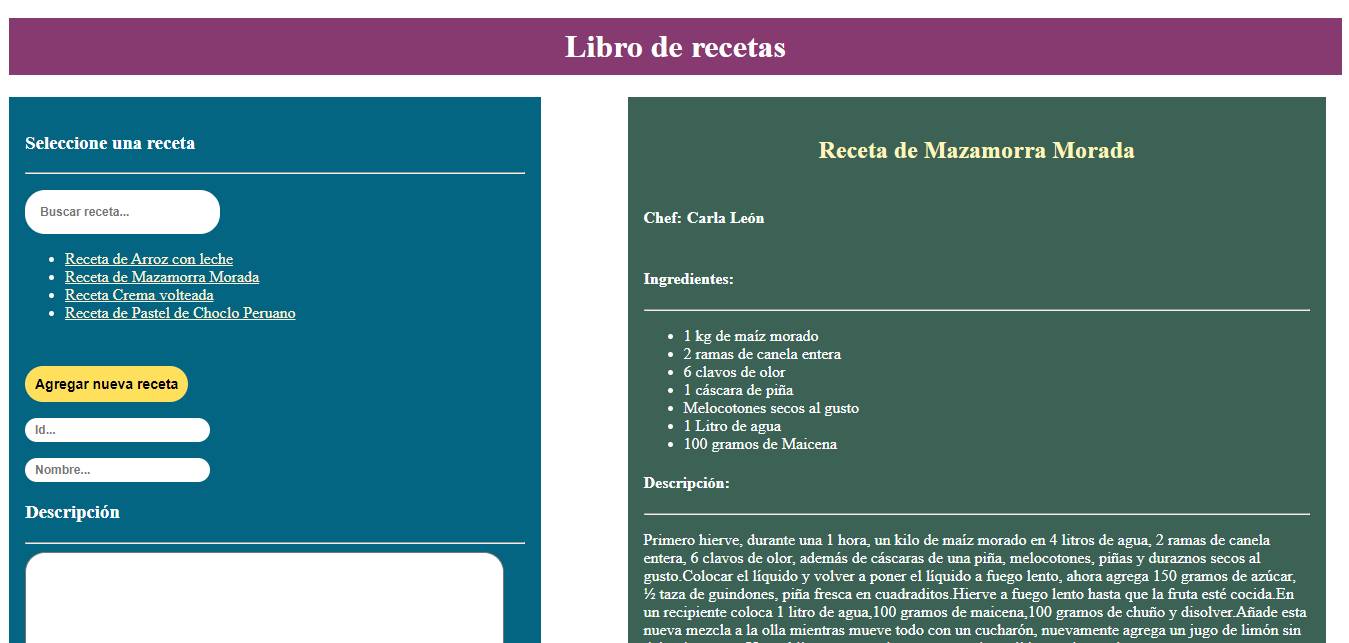 Libro de recetas
Seleccione una receta
Buscar receta...
Receta de Arroz con leche
Receta de Mazamorra Morada
Receta Crema volteada
Receta de Pastel de Choclo Peruano
Agregar nueva receta
Id...
Nombre...
Descripción
Receta de Mazamorra Morada
Chef: Carla León
Ingredientes:
1 kg de maíz morado
2 ramas de canela entera
6 clavos de olor
1 cáscara de piña
Melocotones secos al gusto
1 Litro de agua
100 gramos de Maicena
Descripción:
Primero hierve, durante una 1 hora, un kilo de maíz morado en 4 litros de agua, 2 ramas de canela
entera, 6 clavos de olor, además de cáscaras de una piña, melocotones, piñas y duraznos secos al
gusto.Colocar el líquido y volver a poner el líquido a fuego lento, ahora agrega 150 gramos de azúcar,
½ taza de guindones, piña fresca en cuadraditos.Hierve a fuego lento hasta que la fruta esté cocida.En
un recipiente coloca 1 litro de agua,100 gramos de maicena,100 gramos de chuño y disolver.Añade esta
nueva mezcla a la olla mientras mueve todo con un cucharón, nuevamente agrega un jugo de limón sin